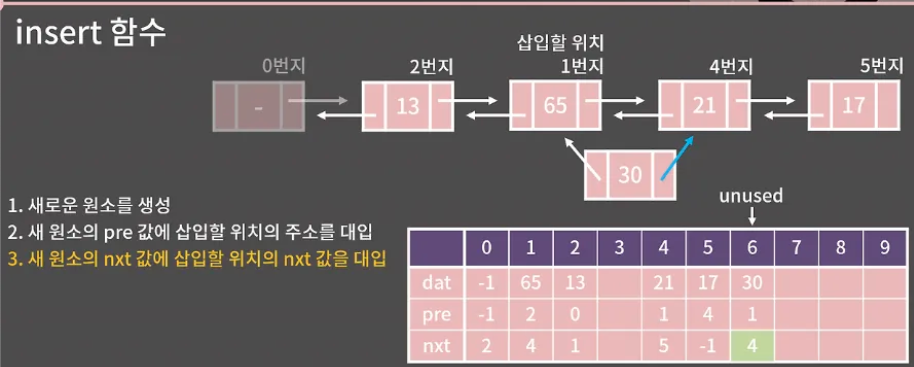 insert 함수
삽입할 위치
0번지 2번지 1번지 4번지 5번지
- 13 65 21 17
30
unused
1. 새로운 원소를 생성
2. 새 원소의 pre 값에 삽입할 위치의 주소를 대입
3. 새 원소의 nxt 값에 삽입할 위치의 nxt 값을 대입
0 1 2 3 4 5 6 7 8 9
dat -1 65 13 21 17 30
pre -1 2 0 1 4 1
nxt 2 4 1 5 -1 4